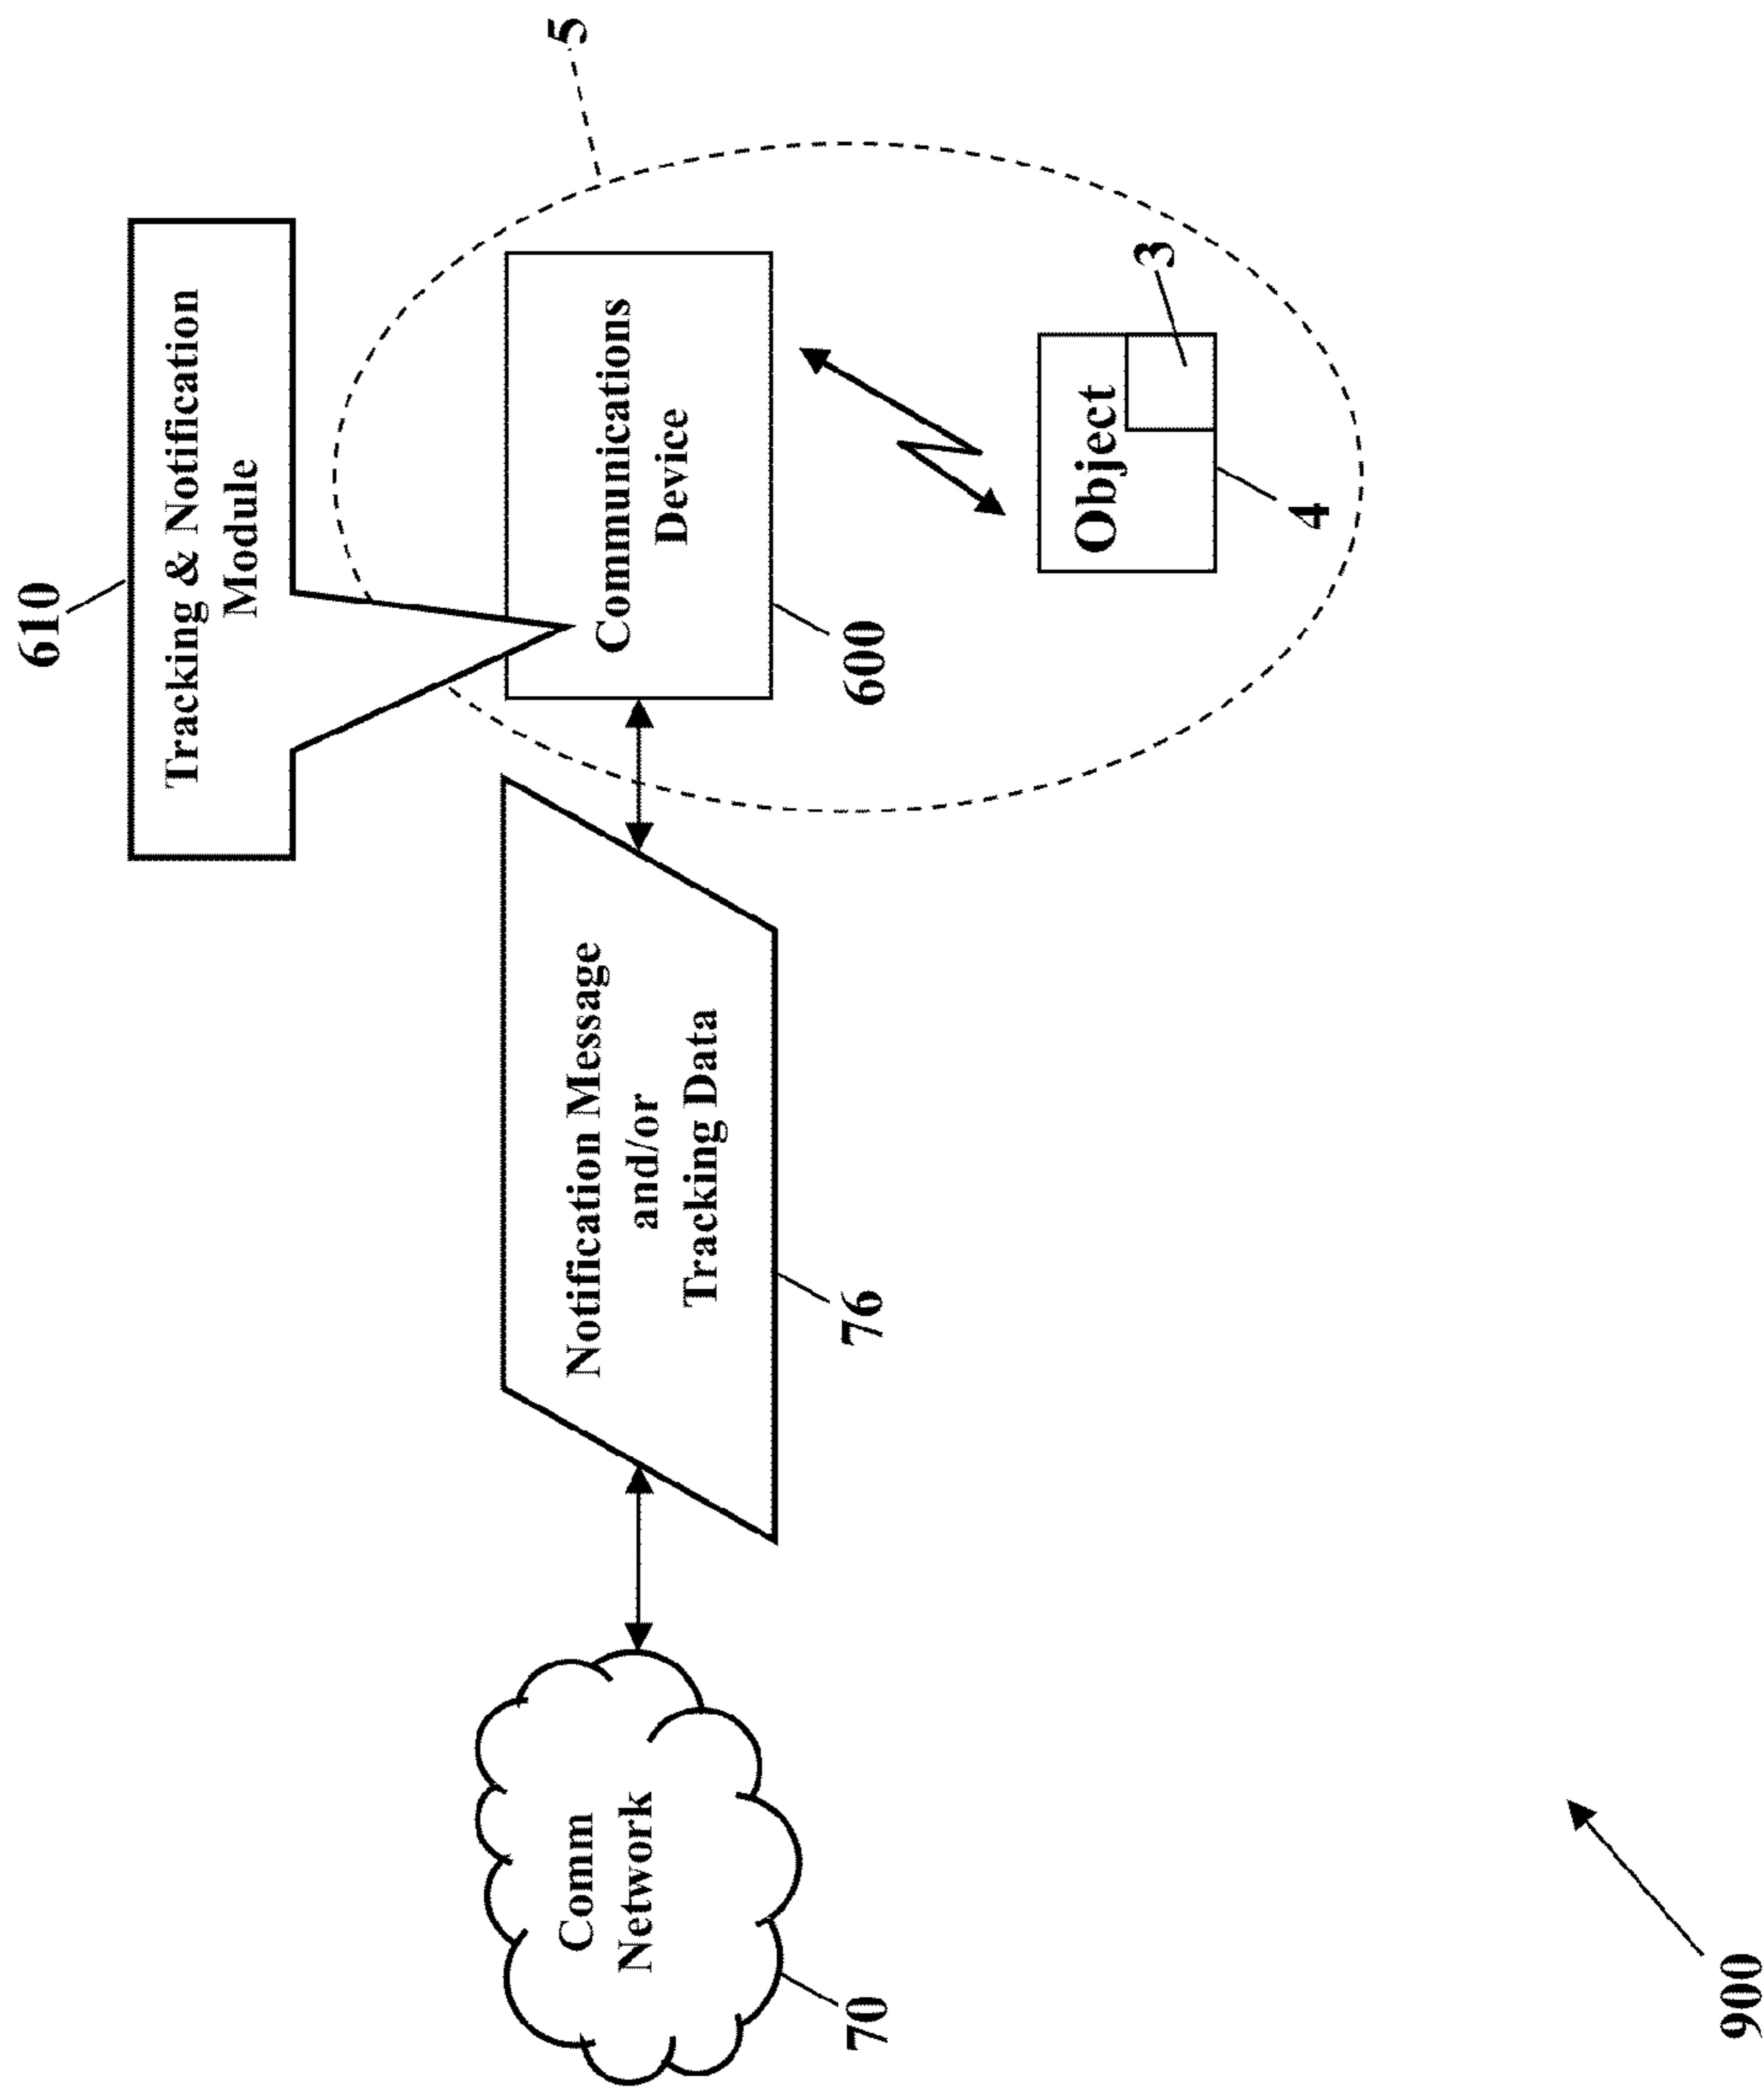 610
Tracking & Notification
Module
5
Communications
Device
600
Object
3
4
Notification Message
and/or
Tracking Data
76
Comm
Network
70
900